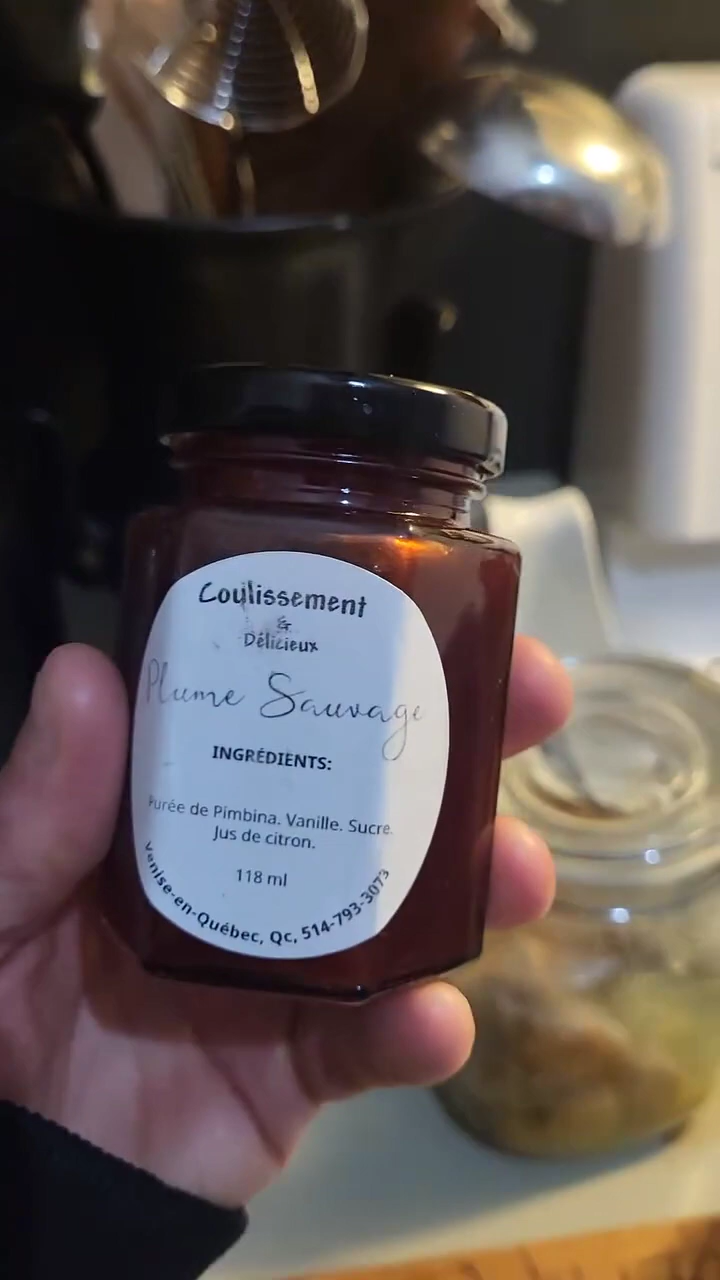 Coulissement
&
Délicieux
Plume Sauvage
INGRÉDIENTS:
Purée de Pimbina. Vanille. Sucre.
Jus de citron.
118 ml
Venise-en-Québec, Qc, 514-793-3073